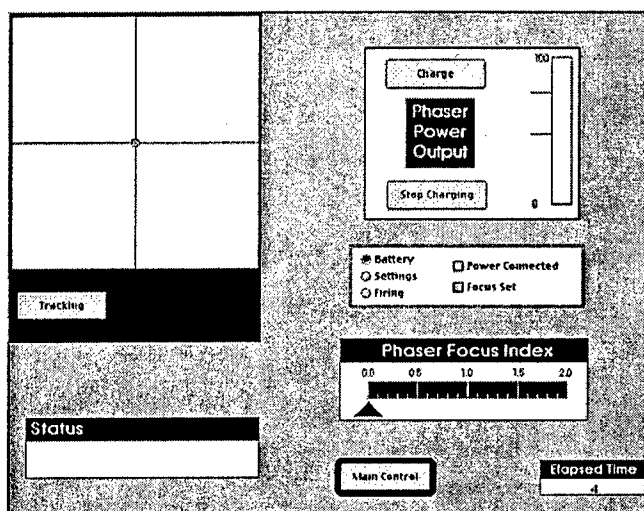 Charge
100
Phaser
Power
Output
Stop Charging
0
Battery
Settings
Firing
Power Connected
Focus Set
Tracking
Phaser Focus Index
0.0 0.5 1.0 1.5 2.0
Status
Main Control
Elapsed Time
4